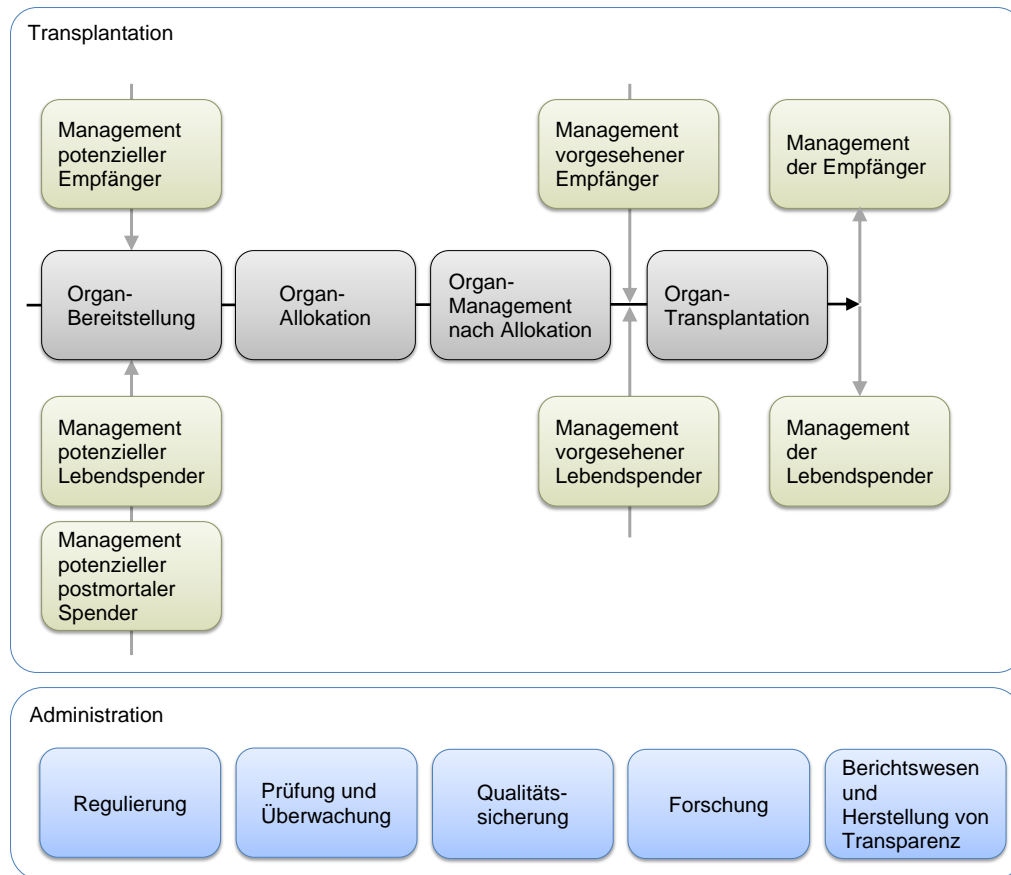 Transplantation
Management
potenzieller
Empfänger
Management
vorgesehener
Empfänger
Management
der Empfänger
Organ-
Bereitstellung
Organ-
Allokation
Organ-
Management
nach Allokation
Organ-
Transplantation
Management
potenzieller
Lebendspender
Management
vorgesehener
Lebendspender
Management
der
Lebendspender
Management
potenzieller
postmortaler
Spender
Administration
Regulierung
Prüfung und
Überwachung
Qualitäts-
sicherung
Forschung
Berichtswesen
und
Herstellung von
Transparenz